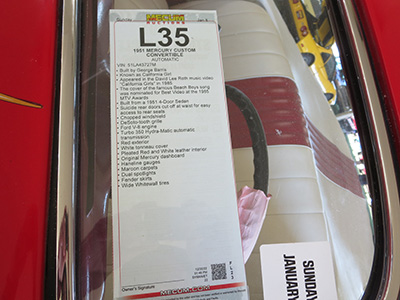 MECUM
AUCTIONS
L35
1951 MERCURY CUSTOM
CONVERTIBLE
AUTOMATIC
VIN: 51LA43727M
• Built by George Barris
• Known as California Girl
• Appeared in the David Lee Roth music video
"California Girls" in 1985
• The cover of the famous Beach Boys song
was nominated for Best Video at the 1985
MTV Awards
• Built from a 1951 4-Door Sedan
• Suicide rear doors cut off at waist for easy
access to rear seats
• Chopped windshield
• DeSoto-tooth grille
• Ford V-8 engine
• Turbo 350 Hydra-Matic automatic
transmission
• Red exterior
• White tonneau cover
• Pleated Red and White leather interior
• Original Mercury dashboard
• Haneline gauges
• Maroon carpets
• Dual spotlights
• Fender skirts
• Wide Whitewall tires
Owner's Signature
MECUM.COM
SUNDAY
JANUAR